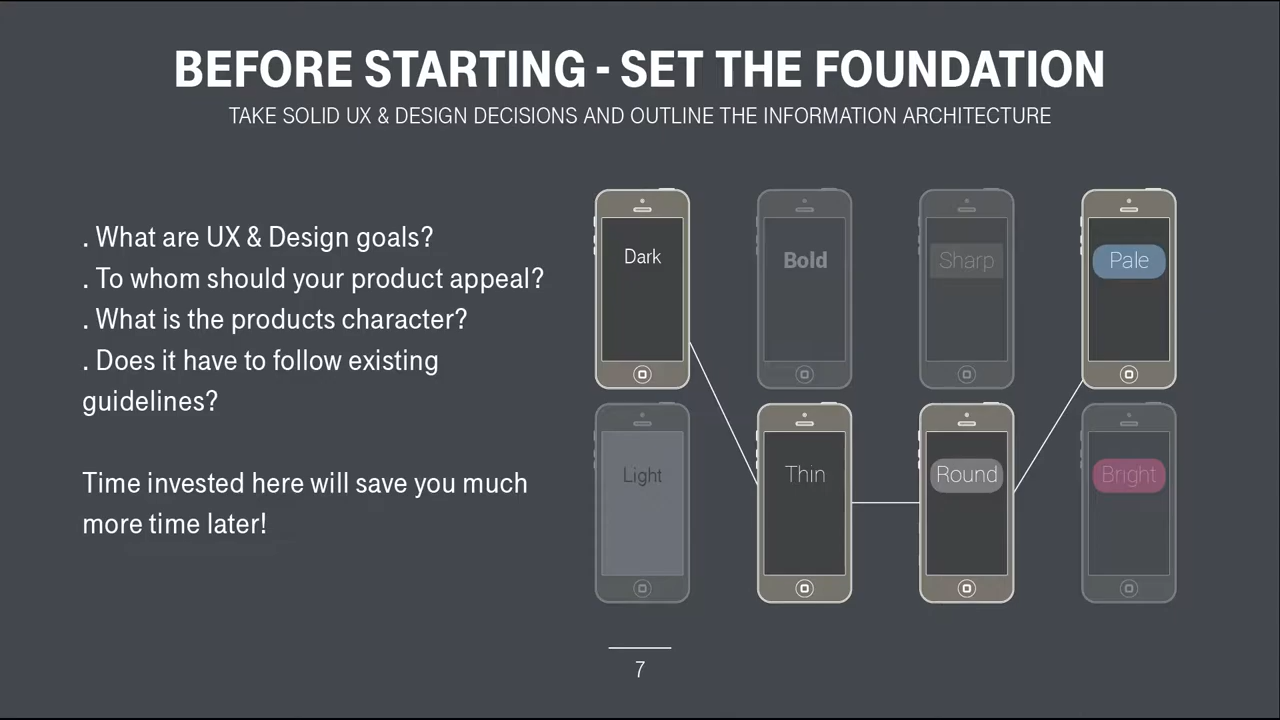 BEFORE STARTING - SET THE FOUNDATION
TAKE SOLID UX & DESIGN DECISIONS AND OUTLINE THE INFORMATION ARCHITECTURE
. What are UX & Design goals?
. To whom should your product appeal?
. What is the products character?
. Does it have to follow existing
guidelines?
Time invested here will save you much
more time later!
Dark
Bold
Sharp
Pale
Light
Thin
Round
Bright
7